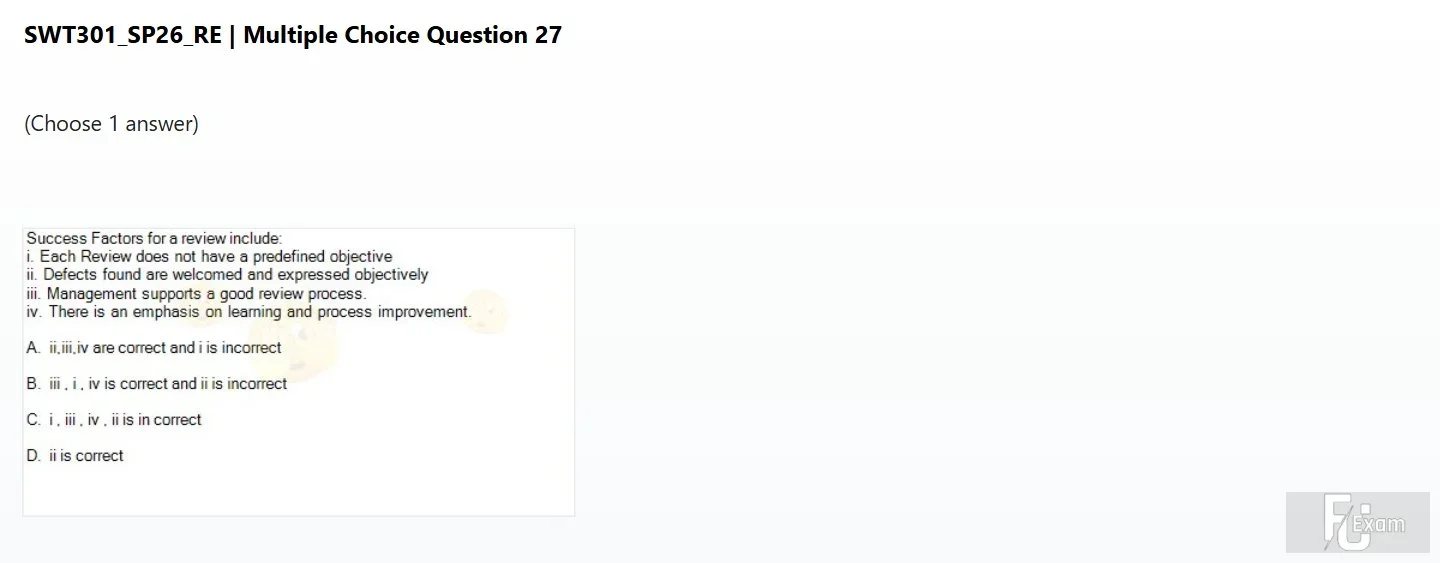 SWT301_SP26_RE | Multiple Choice Question 27
(Choose 1 answer)
Success Factors for a review include:
i. Each Review does not have a predefined objective
ii. Defects found are welcomed and expressed objectively
iii. Management supports a good review process.
iv. There is an emphasis on learning and process improvement.
A. ii,iii,iv are correct and i is incorrect
B. iii , i , iv is correct and ii is incorrect
C. i , iii , iv , ii is in correct
D. ii is correct
FU Exam